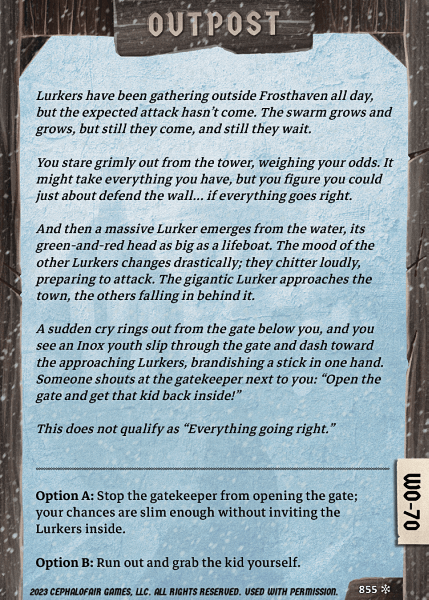 OUTPOST
Lurkers have been gathering outside Frosthaven all day,
but the expected attack hasn't come. The swarm grows and
grows, but still they come, and still they wait.
You stare grimly out from the tower, weighing your odds. It
might take everything you have, but you figure you could
just about defend the wall... if everything goes right.
And then a massive Lurker emerges from the water, its
green-and-red head as big as a lifeboat. The mood of the
other Lurkers changes drastically; they chitter loudly,
preparing to attack. The gigantic Lurker approaches the
town, the others falling in behind it.
A sudden cry rings out from the gate below you, and you
see an Inox youth slip through the gate and dash toward
the approaching Lurkers, brandishing a stick in one hand.
Someone shouts at the gatekeeper next to you: “Open the
gate and get that kid back inside!”
This does not qualify as “Everything going right.”
Option A: Stop the gatekeeper from opening the gate;
your chances are slim enough without inviting the
Lurkers inside.
Option B: Run out and grab the kid yourself.
WO-70
2023 CEPHALOFAIR GAMES, LLC. ALL RIGHTS RESERVED. USED WITH PERMISSION.
855